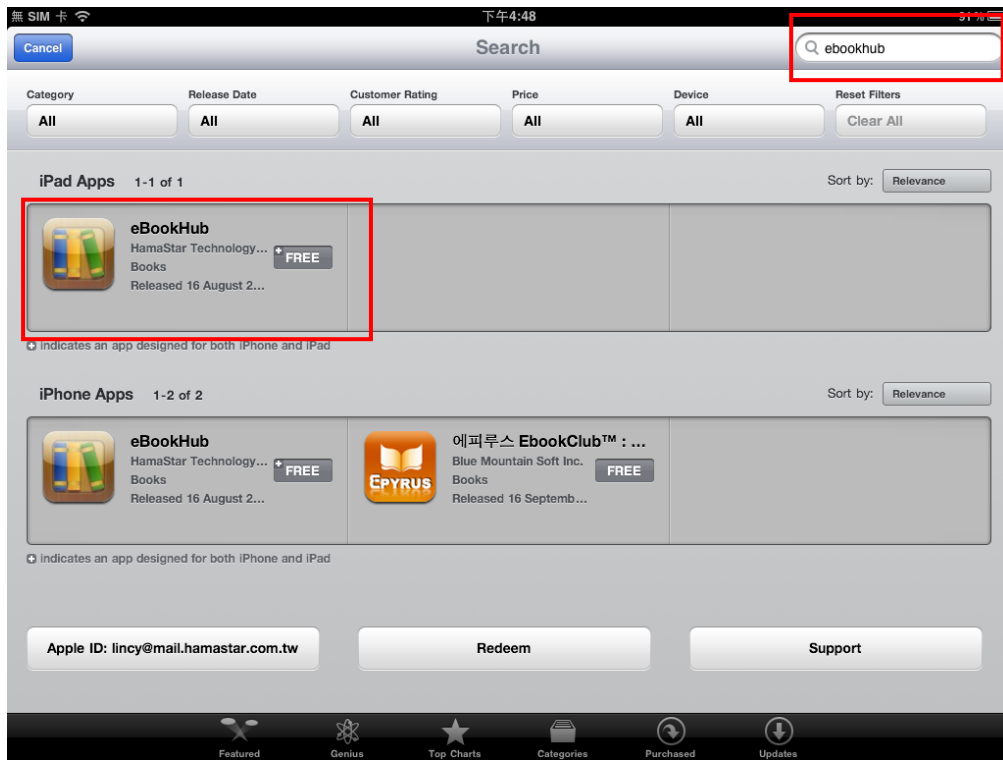 無 SIM 卡 下午4:48 91%
Cancel Search ebookhub
Category Release Date Customer Rating Price Device Reset Filters
All All All All All Clear All
iPad Apps 1-1 of 1 Sort by: Relevance
eBookHub
HamaStar Technology... FREE
Books
Released 16 August 2...
indicates an app designed for both iPhone and iPad
iPhone Apps 1-2 of 2 Sort by: Relevance
eBookHub 에피루스 EbookClub™ : ...
HamaStar Technology... FREE Blue Mountain Soft Inc. FREE
Books EPYRUS Books
Released 16 August 2... Released 16 Septemb...
indicates an app designed for both iPhone and iPad
Apple ID: lincy@mail.hamastar.com.tw Redeem Support
Featured Genius Top Charts Categories Purchased Updates